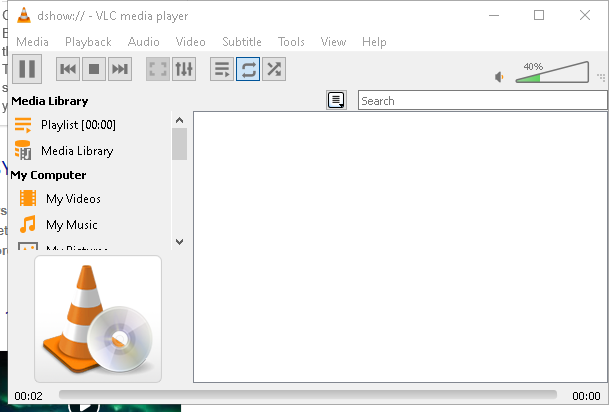 dshow:// - VLC media player
Media Playback Audio Video Subtitle Tools View Help
40%
Media Library
Search
Playlist [00:00]
Media Library
My Computer
My Videos
My Music
My Pictures
00:02 00:00